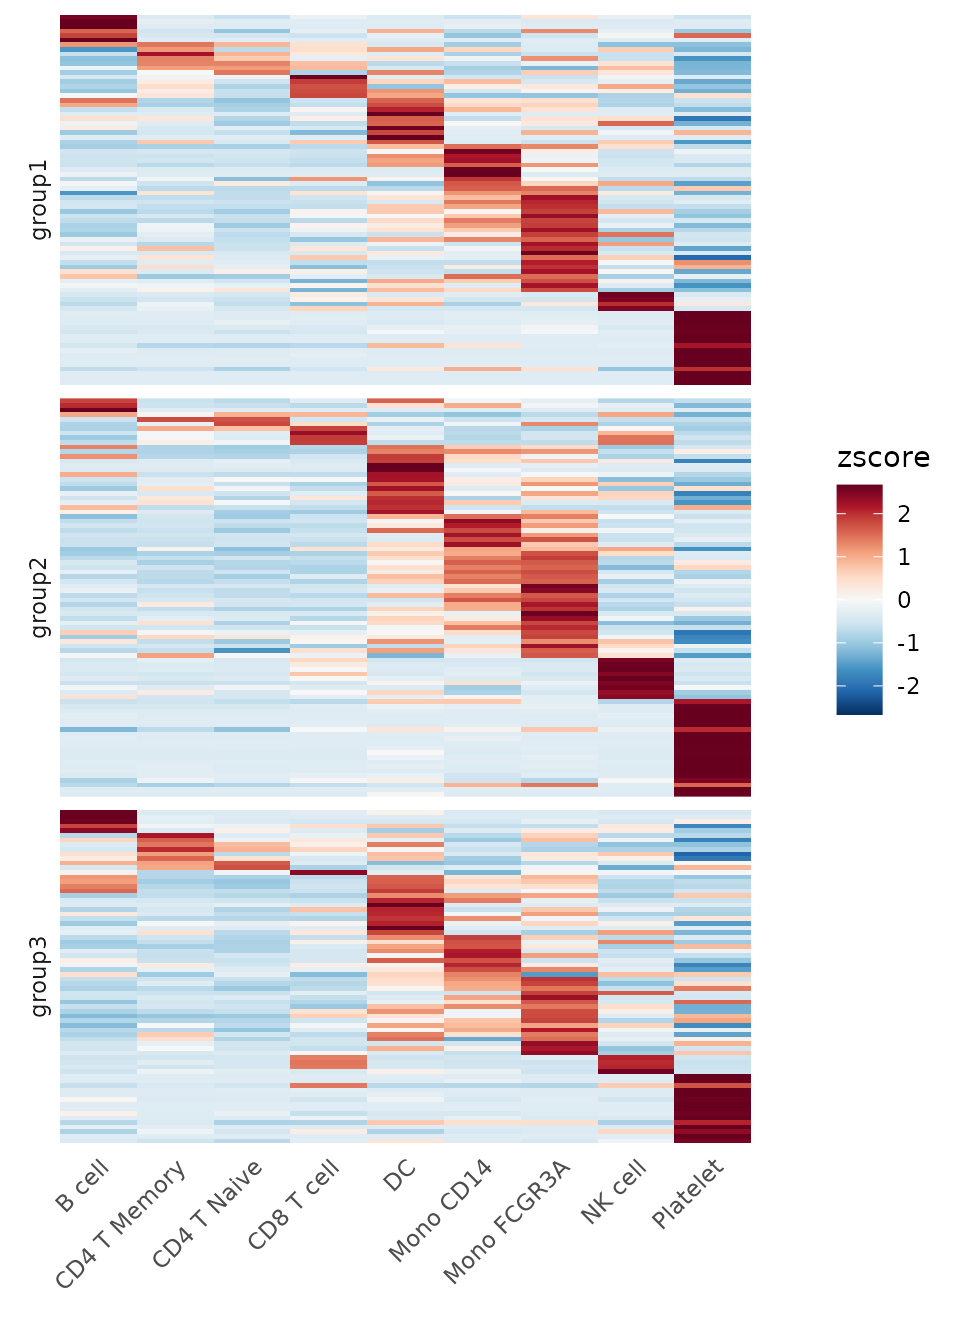 group1
group2
group3
zscore
2
1
0
-1
-2
B cell
CD4 T Memory
CD4 T Naive
CD8 T cell
DC
Mono CD14
Mono FCGR3A
NK cell
Platelet